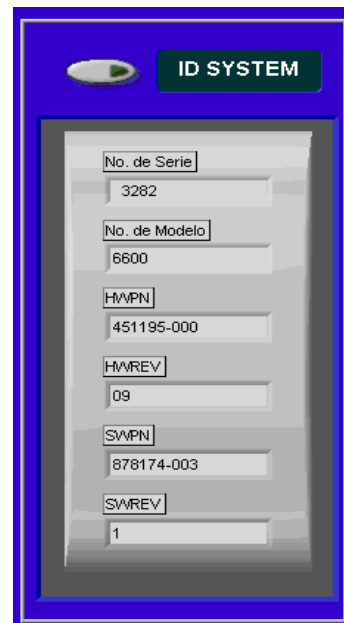 ID SYSTEM
No. de Serie
3282
No. de Modelo
6600
HWPN
451195-000
HWREV
09
SWPN
878174-003
SWREV
1